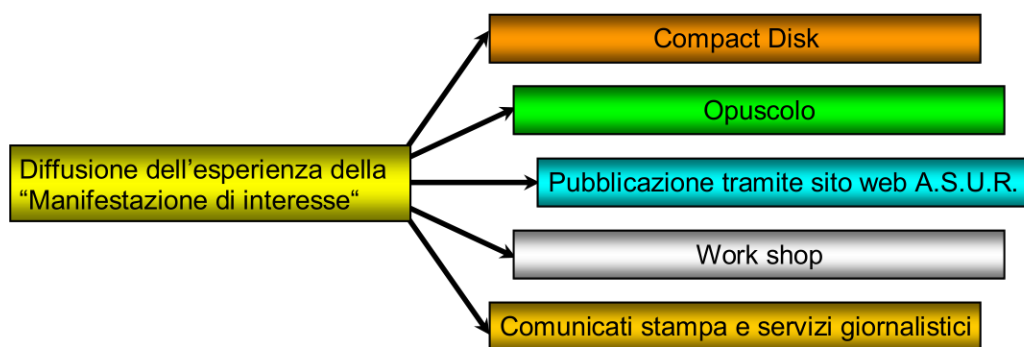 Compact Disk
Opuscolo
Diffusione dell’esperienza della
“Manifestazione di interesse“
Pubblicazione tramite sito web A.S.U.R.
Work shop
Comunicati stampa e servizi giornalistici